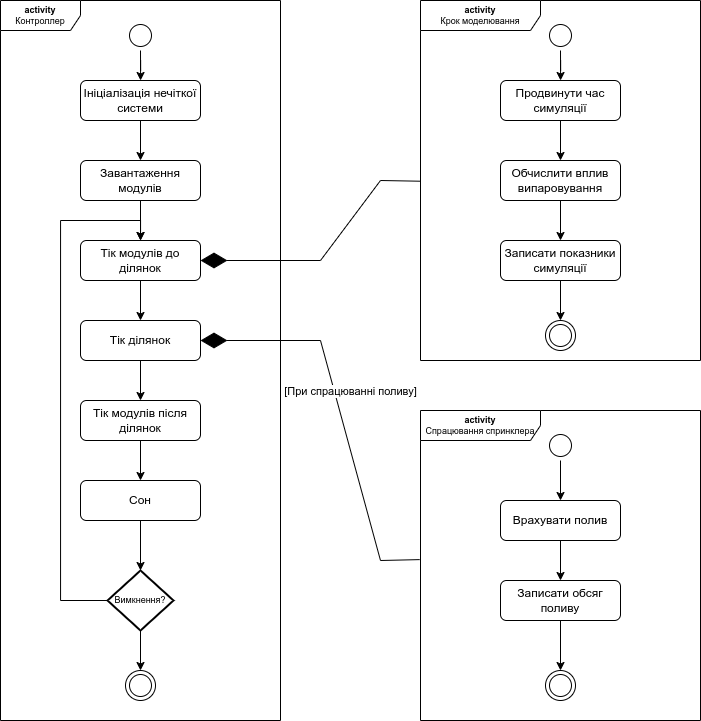 activity
Контроллер
Ініціалізація нечіткої
системи
Завантаження
модулів
Тік модулів до
ділянок
Тік ділянок
Тік модулів після
ділянок
Сон
Вимкнення?
[При спрацюванні поливу]
activity
Крок моделювання
Продвинути час
симуляції
Обчислити вплив
випаровування
Записати показники
симуляції
activity
Спрацювання спринклера
Врахувати полив
Записати обсяг
поливу